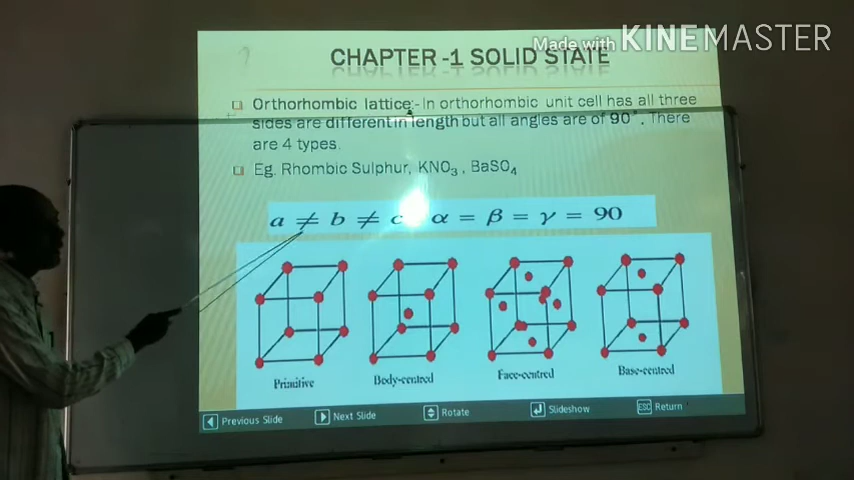 Made with KINEMASTER
CHAPTER -1 SOLID STATE
Orthorhombic lattice:- In orthorhombic unit cell has all three
sides are different in length but all angles are of 90°. There
are 4 types.
Eg. Rhombic Sulphur, KNO3 , BaSO4
a ≠ b ≠ c α = β = γ = 90
Primitive Body-centred Face-centred Base-centred
Previous Slide Next Slide Rotate Slideshow ESC Return